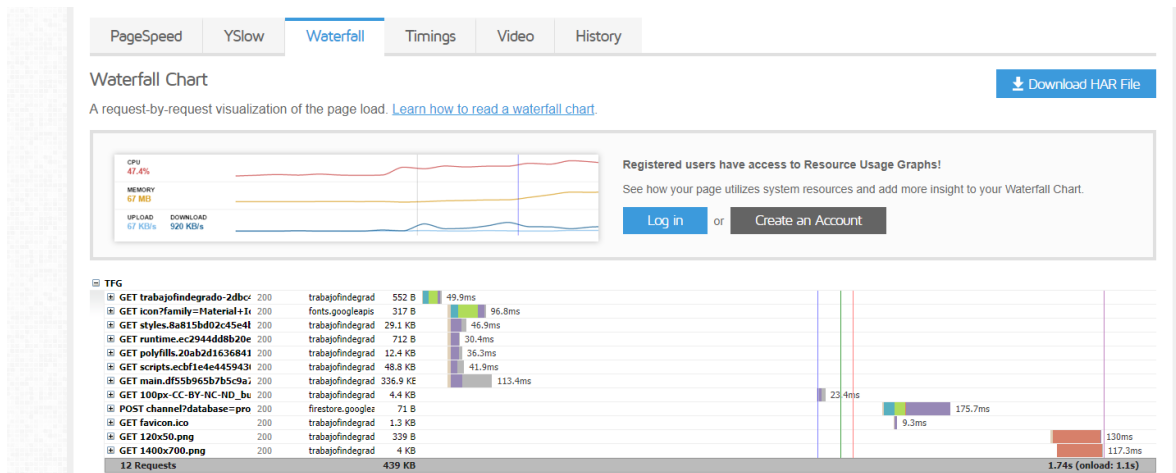 PageSpeed YSlow Waterfall Timings Video History
Waterfall Chart
Download HAR File
A request-by-request visualization of the page load. Learn how to read a waterfall chart.
CPU
47.4%
MEMORY
67 MB
UPLOAD DOWNLOAD
67 KB/s 920 KB/s
Registered users have access to Resource Usage Graphs!
See how your page utilizes system resources and add more insight to your Waterfall Chart.
Log in or Create an Account
TFG
GET trabajofindegrado-2dbc4 200 trabajofindegrad 552 B 49.9ms
GET icon?family=Material+Ic 200 fonts.googleapis 317 B 96.8ms
GET styles.8a815bd02c45e4b 200 trabajofindegrad 29.1 KB 46.9ms
GET runtime.ec2944dd8b20e 200 trabajofindegrad 712 B 30.4ms
GET polyfills.20ab2d1636841 200 trabajofindegrad 12.4 KB 36.3ms
GET scripts.ecbf1e4e4459436 200 trabajofindegrad 48.8 KB 41.9ms
GET main.df55b965b7b5c9a7 200 trabajofindegrad 336.9 KB 113.4ms
GET 100px-CC-BY-NC-ND_bu 200 trabajofindegrad 4.4 KB 23.4ms
POST channel?database=pro 200 firestore.googlea 71 B 175.7ms
GET favicon.ico 200 trabajofindegrad 1.3 KB 9.3ms
GET 120x50.png 200 trabajofindegrad 339 B 130ms
GET 1400x700.png 200 trabajofindegrad 4 KB 117.3ms
12 Requests 439 KB 1.74s (onload: 1.1s)